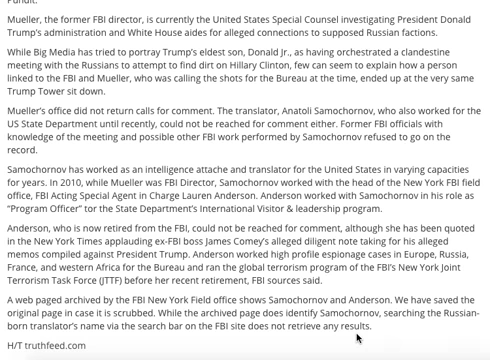 Pundit.
Mueller, the former FBI director, is currently the United States Special Counsel investigating President Donald
Trump's administration and White House aides for alleged connections to supposed Russian factions.
While Big Media has tried to portray Trump's eldest son, Donald Jr., as having orchestrated a clandestine
meeting with the Russians to attempt to find dirt on Hillary Clinton, few can seem to explain how a person
linked to the FBI and Mueller, who was calling the shots for the Bureau at the time, ended up at the very same
Trump Tower sit down.
Mueller's office did not return calls for comment. The translator, Anatoli Samochornov, who also worked for the
US State Department until recently, could not be reached for comment either. Former FBI officials with
knowledge of the meeting and possible other FBI work performed by Samochornov refused to go on the
record.
Samochornov has worked as an intelligence attache and translator for the United States in varying capacities
for years. In 2010, while Mueller was FBI Director, Samochornov worked with the head of the New York FBI field
office, FBI Acting Special Agent in Charge Lauren Anderson. Anderson worked with Samochornov in his role as
"Program Officer" tor the State Department's International Visitor & leadership program.
Anderson, who is now retired from the FBI, could not be reached for comment, although she has been quoted
in the New York Times applauding ex-FBI boss James Comey's alleged diligent note taking for his alleged
memos compiled against President Trump. Anderson worked high profile espionage cases in Europe, Russia,
France, and western Africa for the Bureau and ran the global terrorism program of the FBI's New York Joint
Terrorism Task Force (JTTF) before her recent retirement, FBI sources said.
A web paged archived by the FBI New York Field office shows Samochornov and Anderson. We have saved the
original page in case it is scrubbed. While the archived page does identify Samochornov, searching the Russian-
born translator's name via the search bar on the FBI site does not retrieve any results.
H/T truthfeed.com